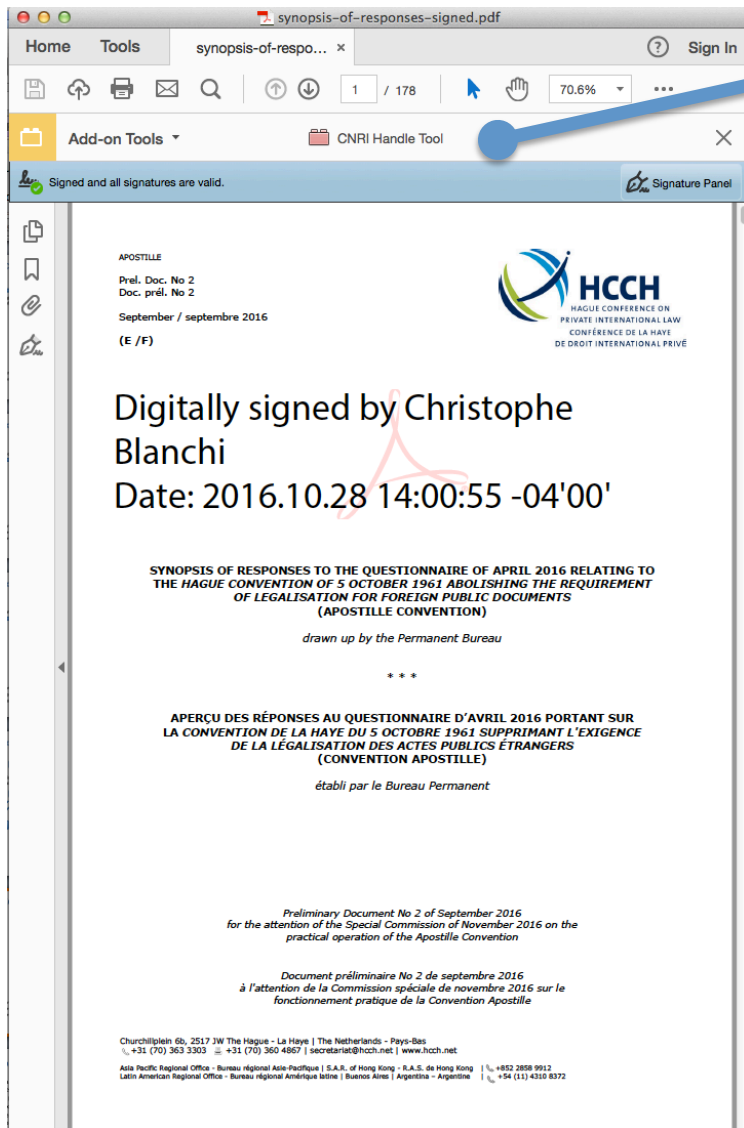 synopsis-of-responses-signed.pdf
Home Tools synopsis-of-respo... × ? Sign In
1 / 178 70.6%
Add-on Tools CNRI Handle Tool
Signed and all signatures are valid. Signature Panel
APOSTILLE
Prel. Doc. No 2
Doc. prél. No 2
September / septembre 2016
(E /F)
HCCH
HAGUE CONFERENCE ON
PRIVATE INTERNATIONAL LAW
CONFÉRENCE DE LA HAYE
DE DROIT INTERNATIONAL PRIVÉ
Digitally signed by Christophe
Blanchi
Date: 2016.10.28 14:00:55 -04'00'
SYNOPSIS OF RESPONSES TO THE QUESTIONNAIRE OF APRIL 2016 RELATING TO
THE HAGUE CONVENTION OF 5 OCTOBER 1961 ABOLISHING THE REQUIREMENT
OF LEGALISATION FOR FOREIGN PUBLIC DOCUMENTS
(APOSTILLE CONVENTION)
drawn up by the Permanent Bureau
* * *
APERÇU DES RÉPONSES AU QUESTIONNAIRE D'AVRIL 2016 PORTANT SUR
LA CONVENTION DE LA HAYE DU 5 OCTOBRE 1961 SUPPRIMANT L'EXIGENCE
DE LA LÉGALISATION DES ACTES PUBLICS ÉTRANGERS
(CONVENTION APOSTILLE)
établi par le Bureau Permanent
Preliminary Document No 2 of September 2016
for the attention of the Special Commission of November 2016 on the
practical operation of the Apostille Convention
Document préliminaire No 2 de septembre 2016
à l'attention de la Commission spéciale de novembre 2016 sur le
fonctionnement pratique de la Convention Apostille
Churchillplein 6b, 2517 JW The Hague - La Haye | The Netherlands - Pays-Bas
+31 (70) 363 3303 +31 (70) 360 4867 | secretariat@hcch.net | www.hcch.net
Asia Pacific Regional Office - Bureau régional Asie-Pacifique | S.A.R. of Hong Kong - R.A.S. de Hong Kong | +852 2858 9912
Latin American Regional Office - Bureau régional Amérique latine | Buenos Aires | Argentina - Argentine | +54 (11) 4310 8372